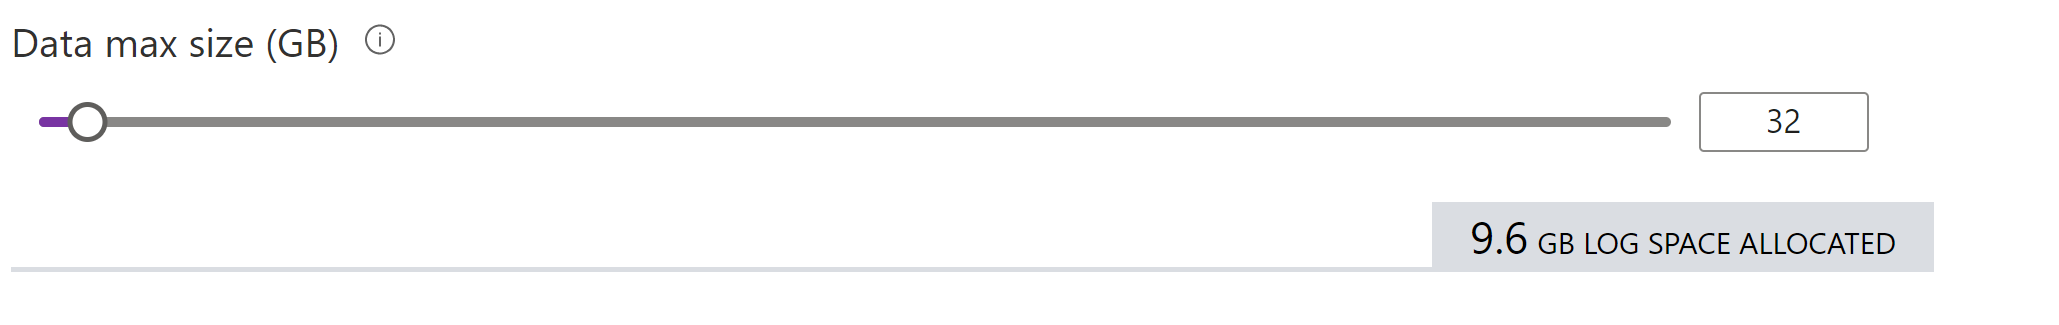 Data max size (GB)
32
9.6 GB LOG SPACE ALLOCATED